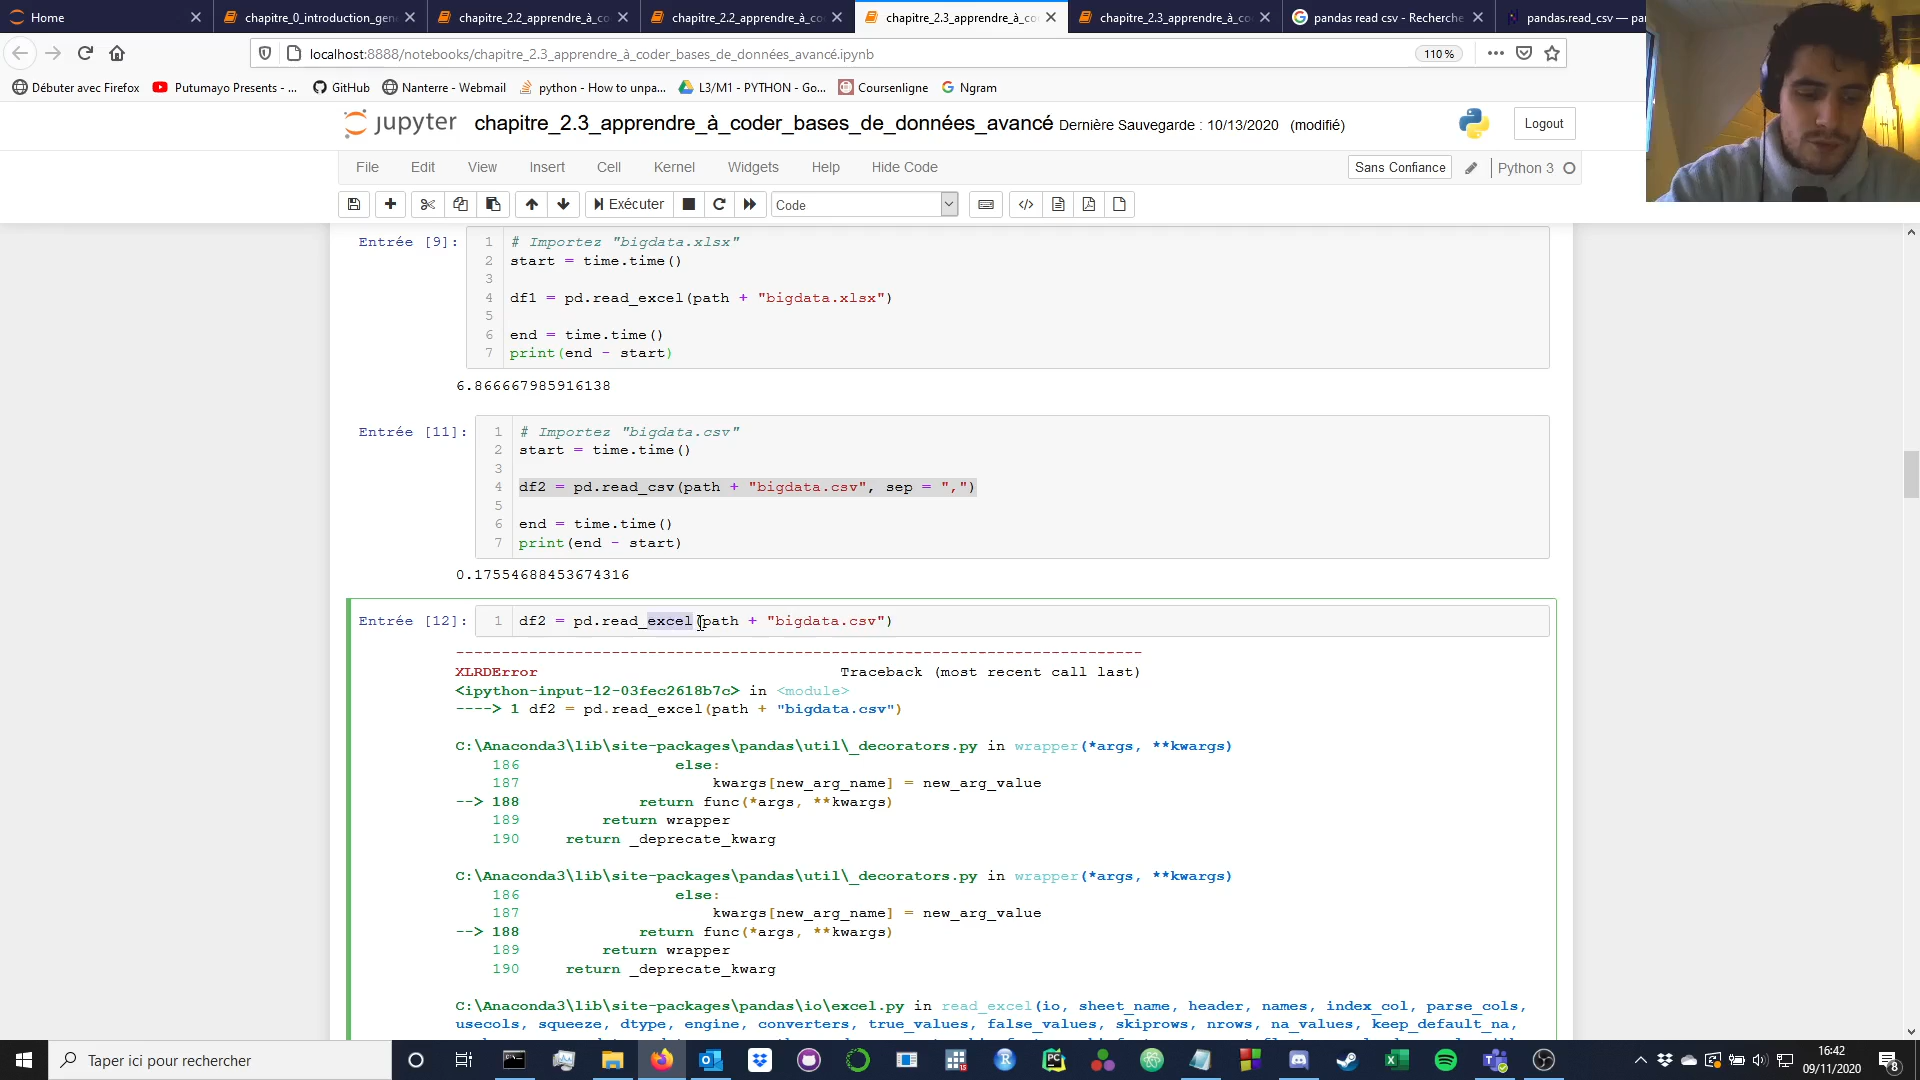 Home
chapitre_0_introduction_gen
chapitre_2.2_apprendre_à_co
chapitre_2.2_apprendre_à_co
chapitre_2.3_apprendre_à_co
chapitre_2.3_apprendre_à_co
pandas read csv - Recherche
pandas.read_csv — pa
localhost:8888/notebooks/chapitre_2.3_apprendre_à_coder_bases_de_données_avancé.ipynb
110 %
Débuter avec Firefox
Putumayo Presents - ...
GitHub
Nanterre - Webmail
python - How to unpa...
L3/M1 - PYTHON - Go...
Coursenligne
Ngram
jupyter
chapitre_2.3_apprendre_à_coder_bases_de_données_avancé
Dernière Sauvegarde : 10/13/2020 (modifié)
Logout
File
Edit
View
Insert
Cell
Kernel
Widgets
Help
Hide Code
Sans Confiance
Python 3
Exécuter
Code
Entrée [9]:
1 # Importez "bigdata.xlsx"
2 start = time.time()
3
4 df1 = pd.read_excel(path + "bigdata.xlsx")
5
6 end = time.time()
7 print(end - start)
6.866667985916138
Entrée [11]:
1 # Importez "bigdata.csv"
2 start = time.time()
3
4 df2 = pd.read_csv(path + "bigdata.csv", sep = ",")
5
6 end = time.time()
7 print(end - start)
0.17554688453674316
Entrée [12]:
1 df2 = pd.read_excel(path + "bigdata.csv")
---------------------------------------------------------------------------
XLRDError Traceback (most recent call last)
<ipython-input-12-03fec2618b7c> in <module>
----> 1 df2 = pd.read_excel(path + "bigdata.csv")
C:\Anaconda3\lib\site-packages\pandas\util\_decorators.py in wrapper(*args, **kwargs)
186 else:
187 kwargs[new_arg_name] = new_arg_value
--> 188 return func(*args, **kwargs)
189 return wrapper
190 return _deprecate_kwarg
C:\Anaconda3\lib\site-packages\pandas\util\_decorators.py in wrapper(*args, **kwargs)
186 else:
187 kwargs[new_arg_name] = new_arg_value
--> 188 return func(*args, **kwargs)
189 return wrapper
190 return _deprecate_kwarg
C:\Anaconda3\lib\site-packages\pandas\io\excel.py in read_excel(io, sheet_name, header, names, index_col, parse_cols,
usecols, squeeze, dtype, engine, converters, true_values, false_values, skiprows, nrows, na_values, keep_default_na,
Taper ici pour rechercher
16:42
09/11/2020
8